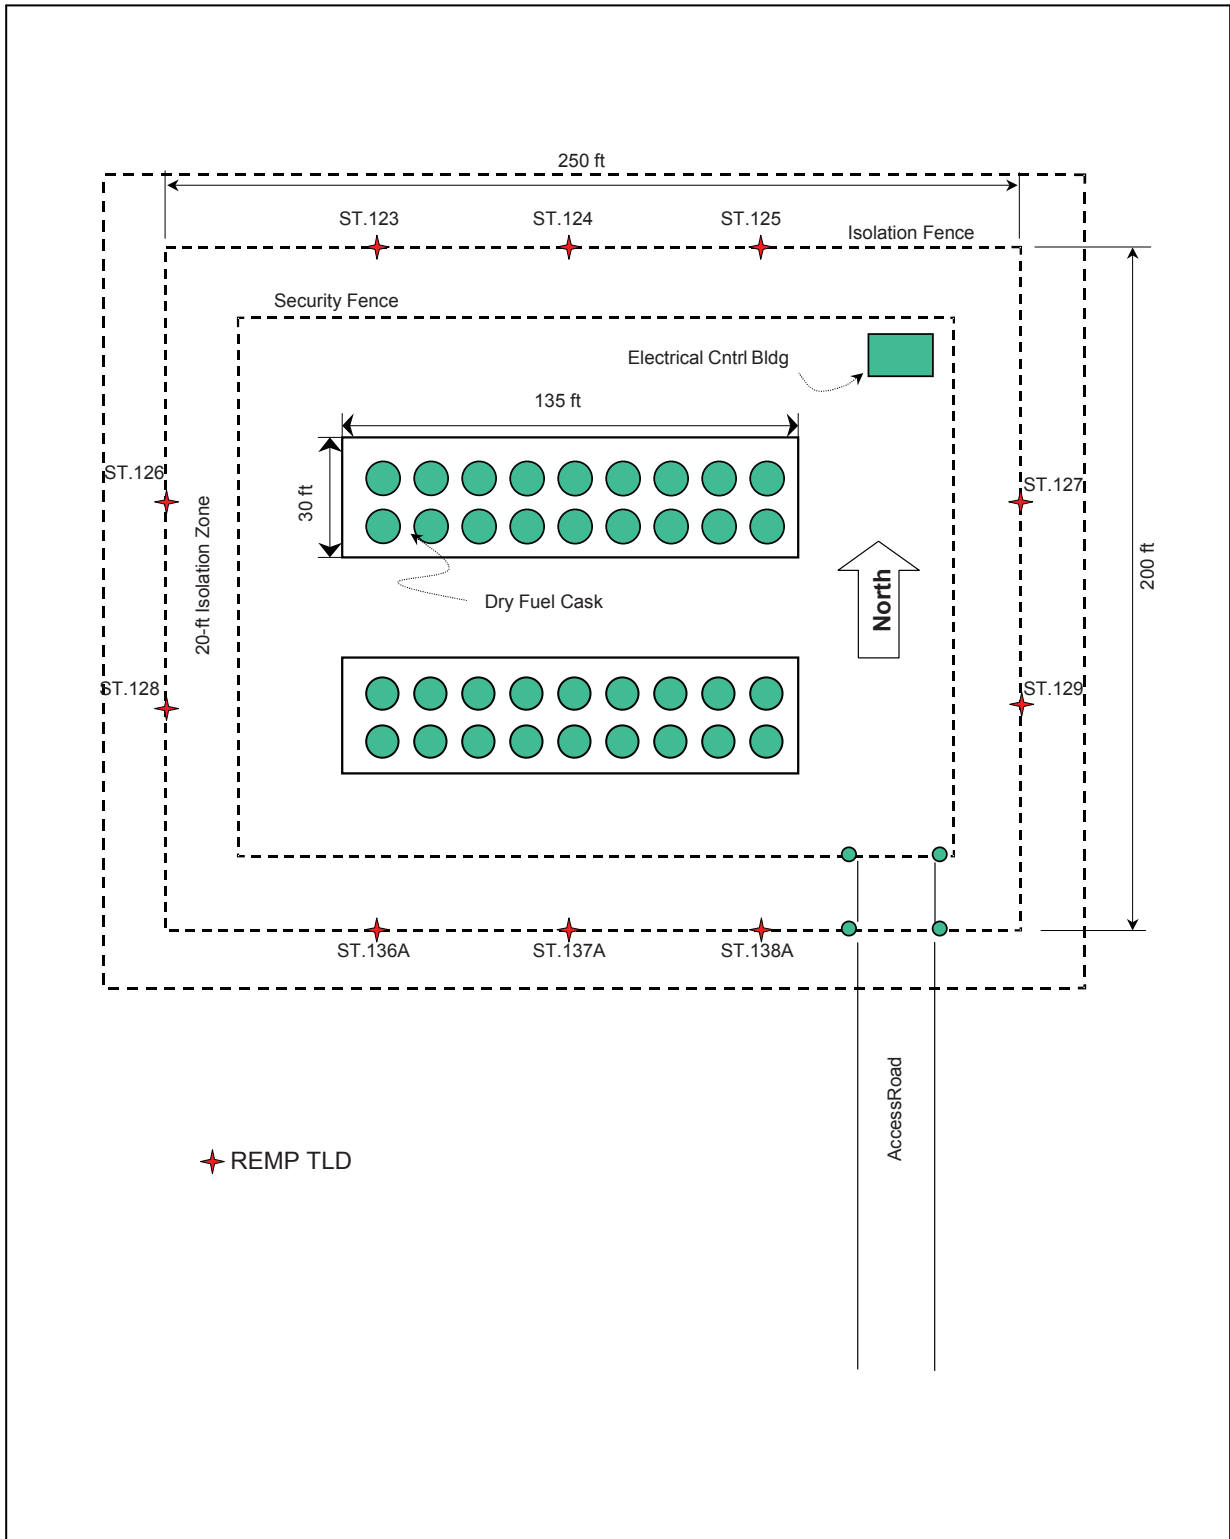 250 ft
ST.123
ST.124
ST.125
Isolation Fence
Security Fence
Electrical Cntrl Bldg
135 ft
ST.126
ST.127
30 ft
20-ft Isolation Zone
Dry Fuel Cask
North
200 ft
ST.128
ST.129
ST.136A
ST.137A
ST.138A
AccessRoad
REMP TLD